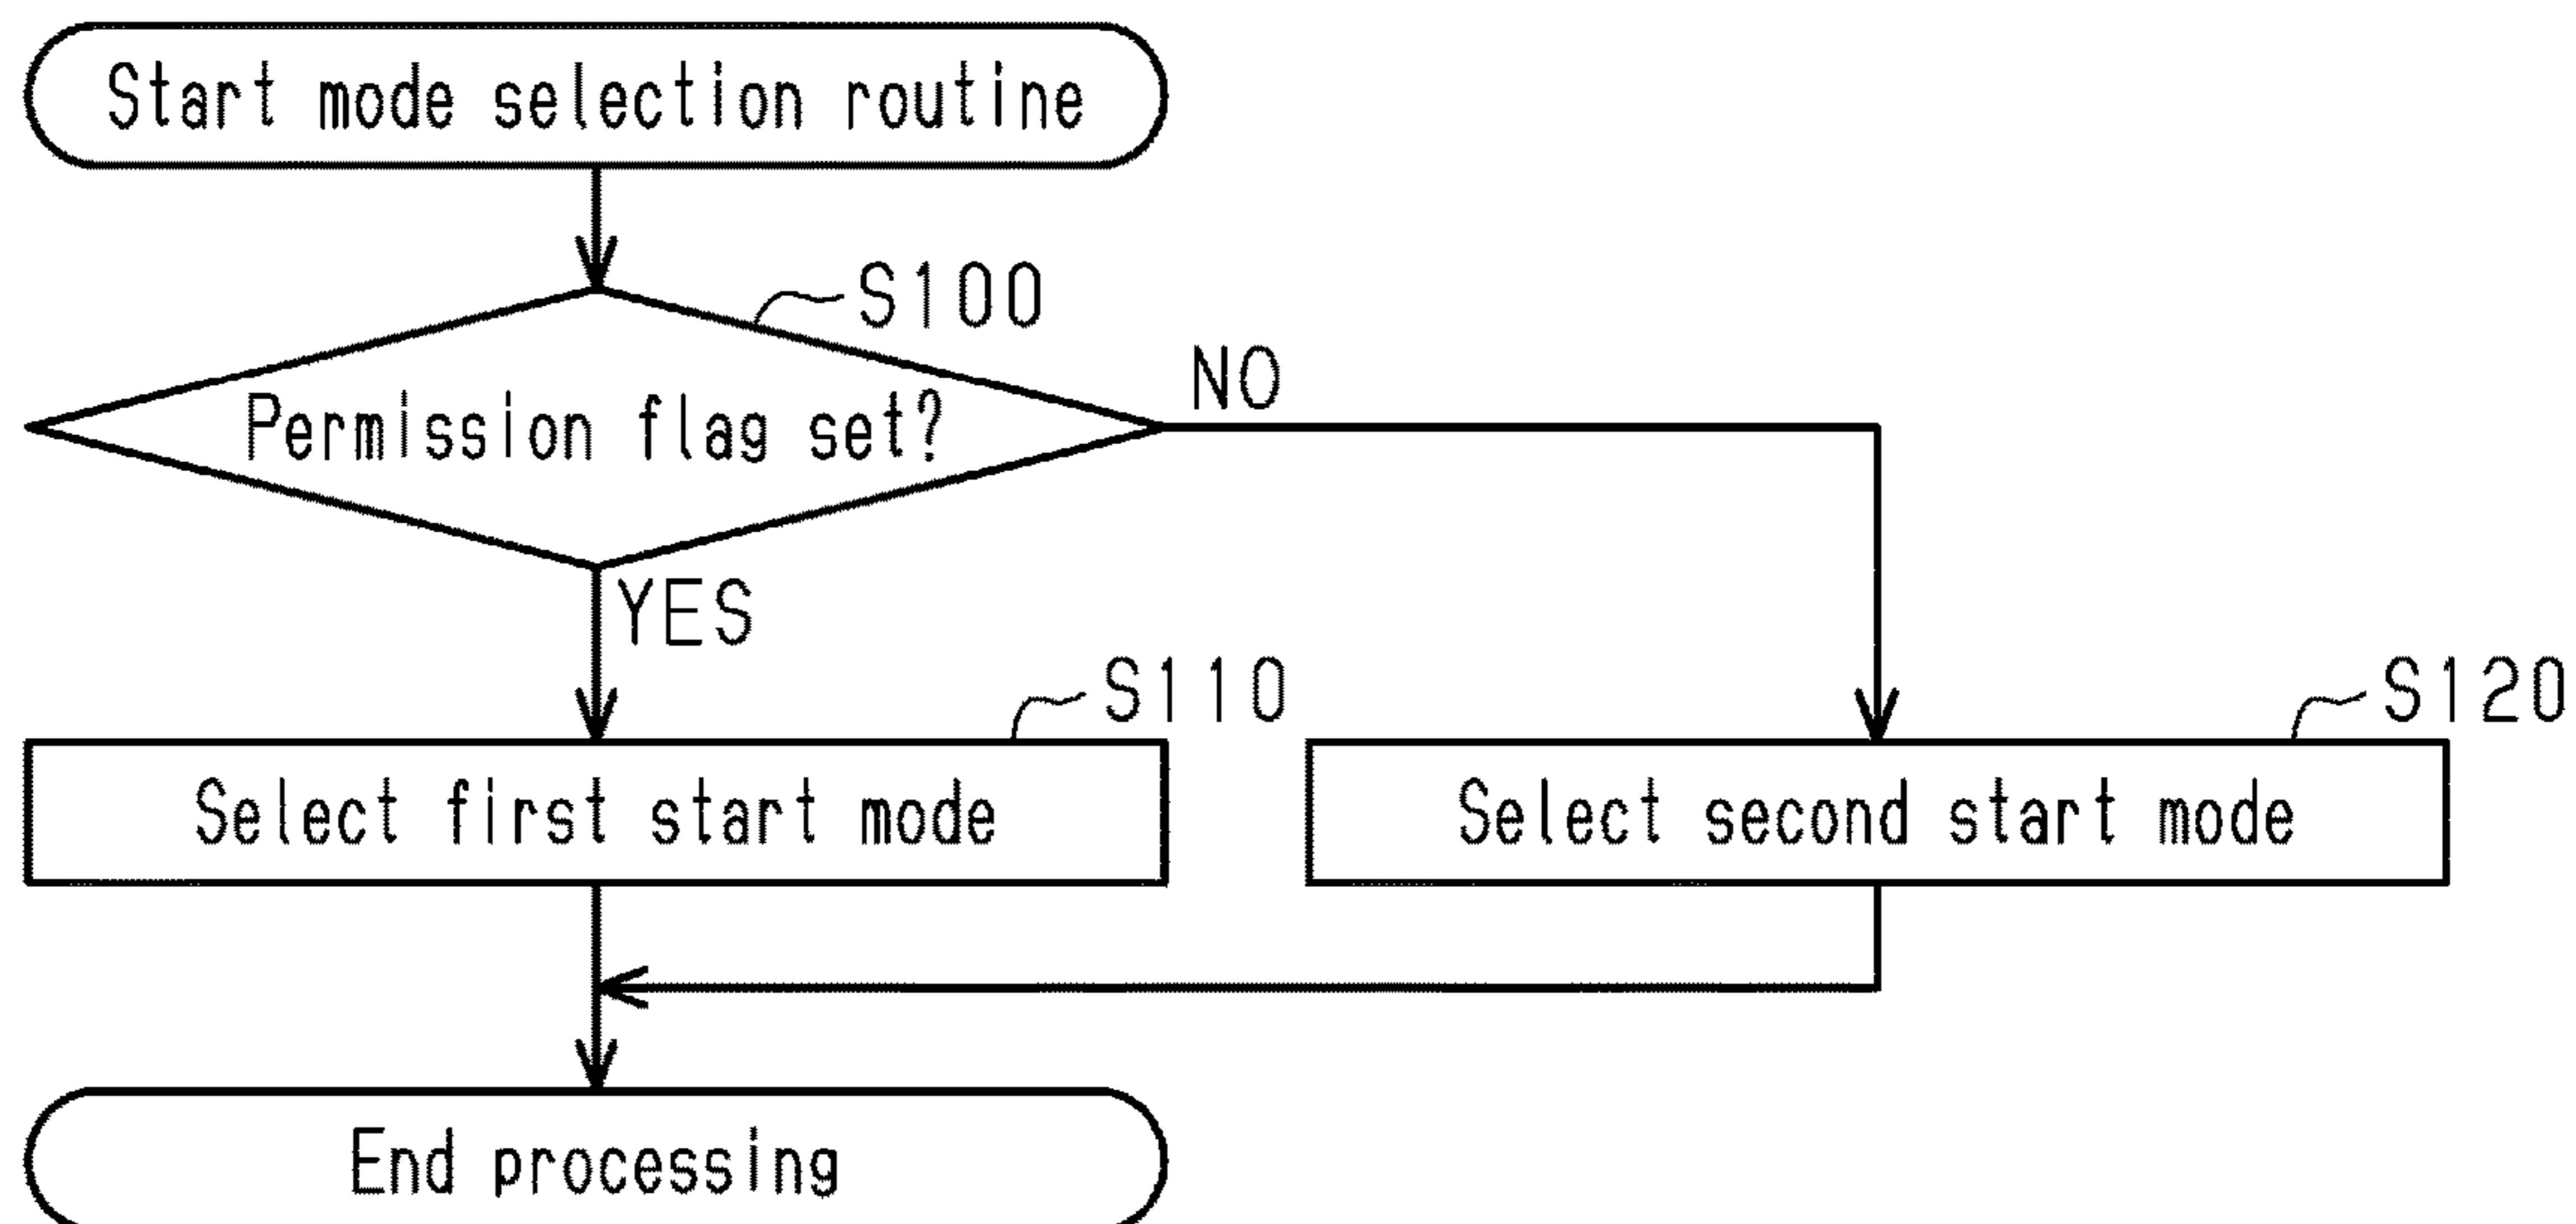 Start mode selection routine
S100
Permission flag set?
NO
YES
S110
S120
Select first start mode
Select second start mode
End processing